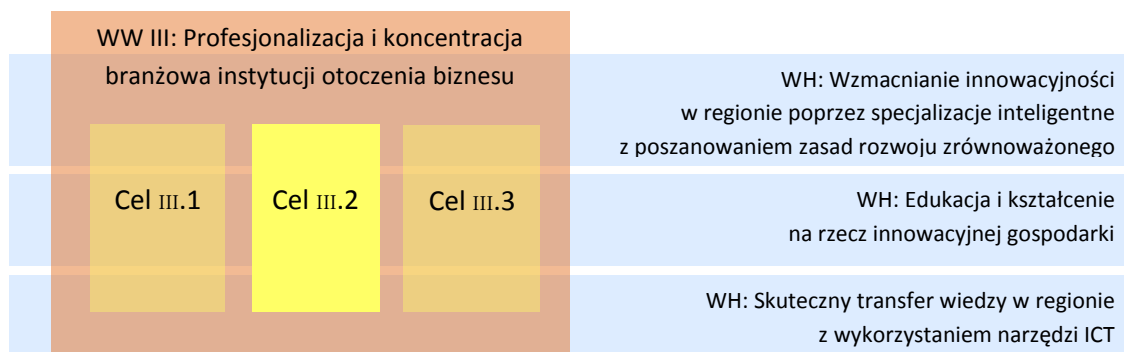 WW III: Profesjonalizacja i koncentracja
branżowa instytucji otoczenia biznesu
WH: Wzmacnianie innowacyjności
w regionie poprzez specjalizacje inteligentne
z poszanowaniem zasad rozwoju zrównoważonego
Cel III.1
Cel III.2
Cel III.3
WH: Edukacja i kształcenie
na rzecz innowacyjnej gospodarki
WH: Skuteczny transfer wiedzy w regionie
z wykorzystaniem narzędzi ICT